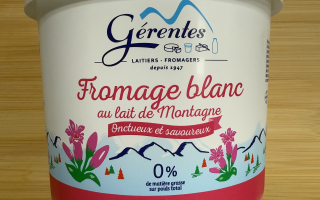 Gérentes
LAITIERS - FROMAGERS
depuis 1947
Fromage blanc
au lait de Montagne
Onctueux et savoureux
0%
de matière grasse
sur poids total